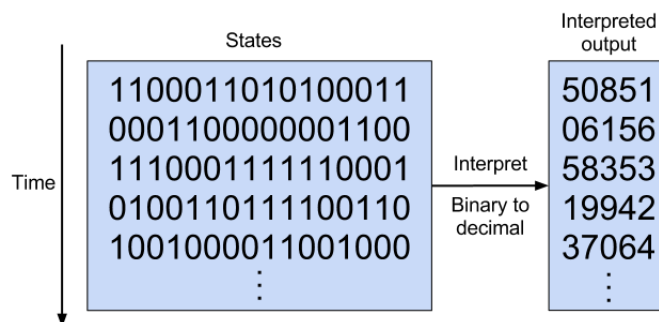 States
Interpreted
output
1100011010100011
0001100000001100
1110001111110001
0100110111100110
1001000011001000
⋮
Time
Interpret
Binary to
decimal
50851
06156
58353
19942
37064
⋮